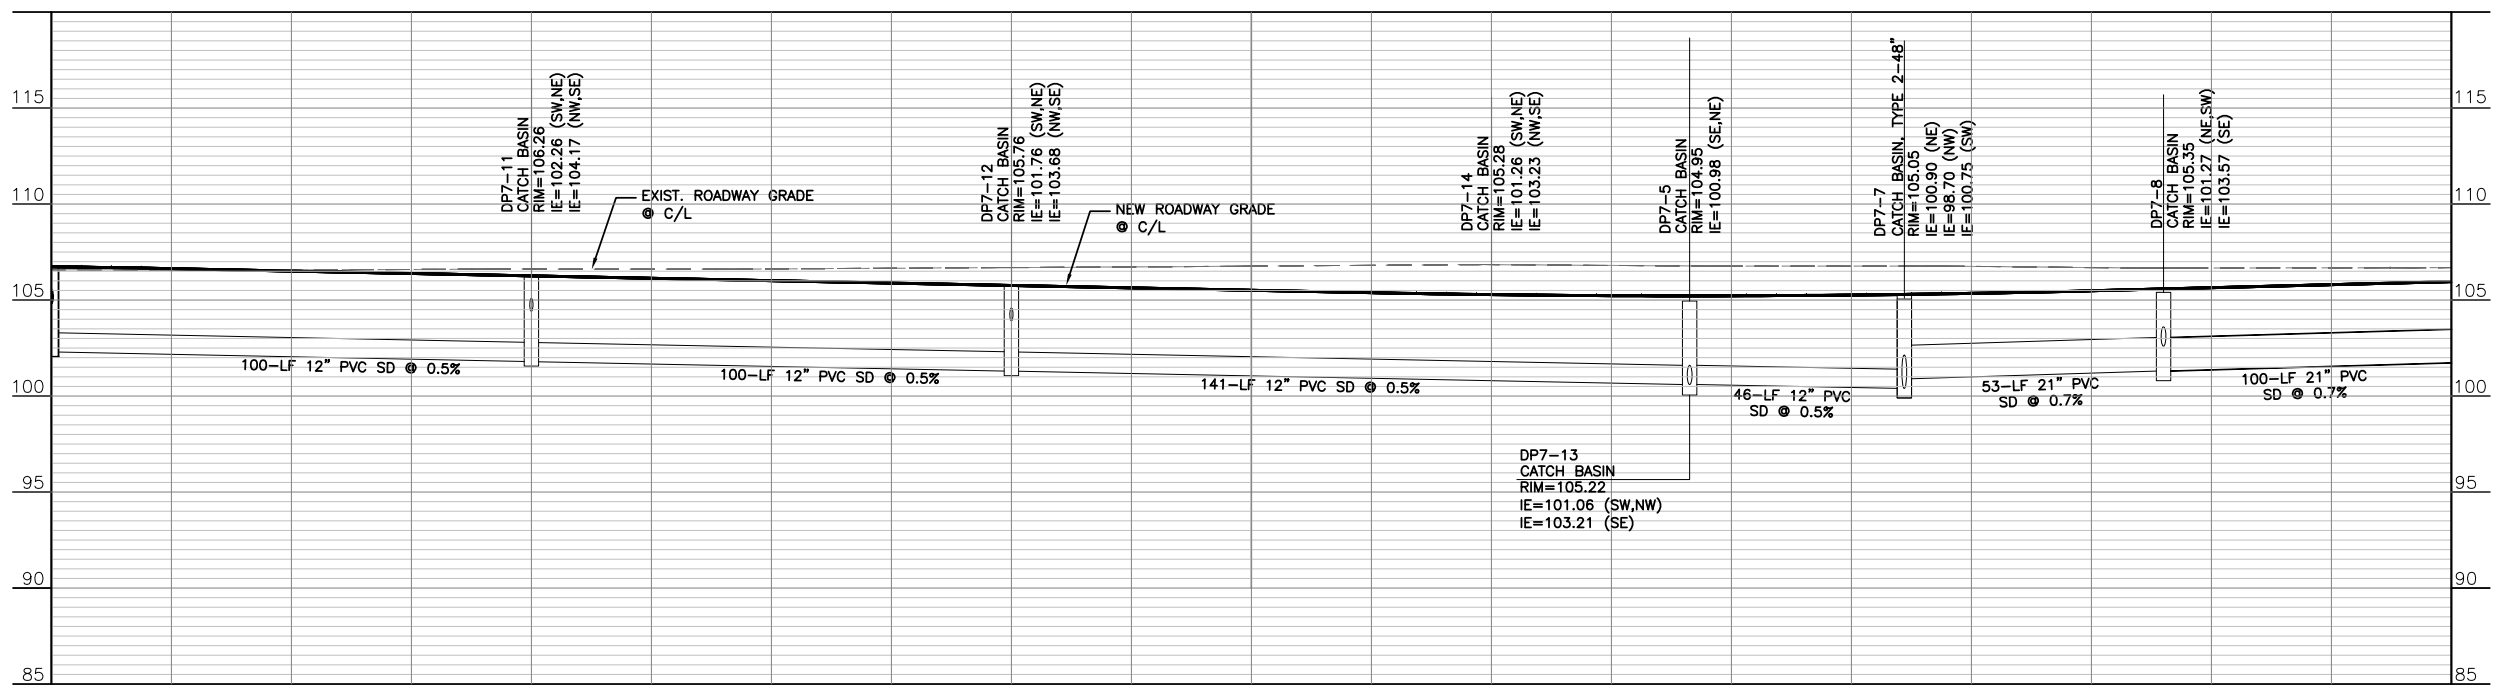 115
110
105
100
95
90
85
DP7-11
CATCH BASIN
RIM=106.26
IE=102.26 (SW,NE)
IE=104.17 (NW,SE)
EXIST. ROADWAY GRADE
@ C/L
DP7-12
CATCH BASIN
RIM=105.76
IE=101.76 (SW,NE)
IE=103.68 (NW,SE)
NEW ROADWAY GRADE
@ C/L
DP7-14
CATCH BASIN
RIM=105.28
IE=101.26 (SW,NE)
IE=103.23 (NW,SE)
DP7-5
CATCH BASIN
RIM=104.95
IE=100.98 (SE,NE)
DP7-7
CATCH BASIN, TYPE 2-48"
RIM=105.05
IE=100.90 (NE)
IE=98.70 (NW)
IE=100.75 (SW)
DP7-8
CATCH BASIN
RIM=105.35
IE=101.27 (NE,SW)
IE=103.57 (SE)
100-LF 12" PVC SD @ 0.5%
100-LF 12" PVC SD @ 0.5%
141-LF 12" PVC SD @ 0.5%
46-LF 12" PVC
SD @ 0.5%
53-LF 21" PVC
SD @ 0.7%
100-LF 21" PVC
SD @ 0.7%
DP7-13
CATCH BASIN
RIM=105.22
IE=101.06 (SW,NW)
IE=103.21 (SE)
115
110
105
100
95
90
85